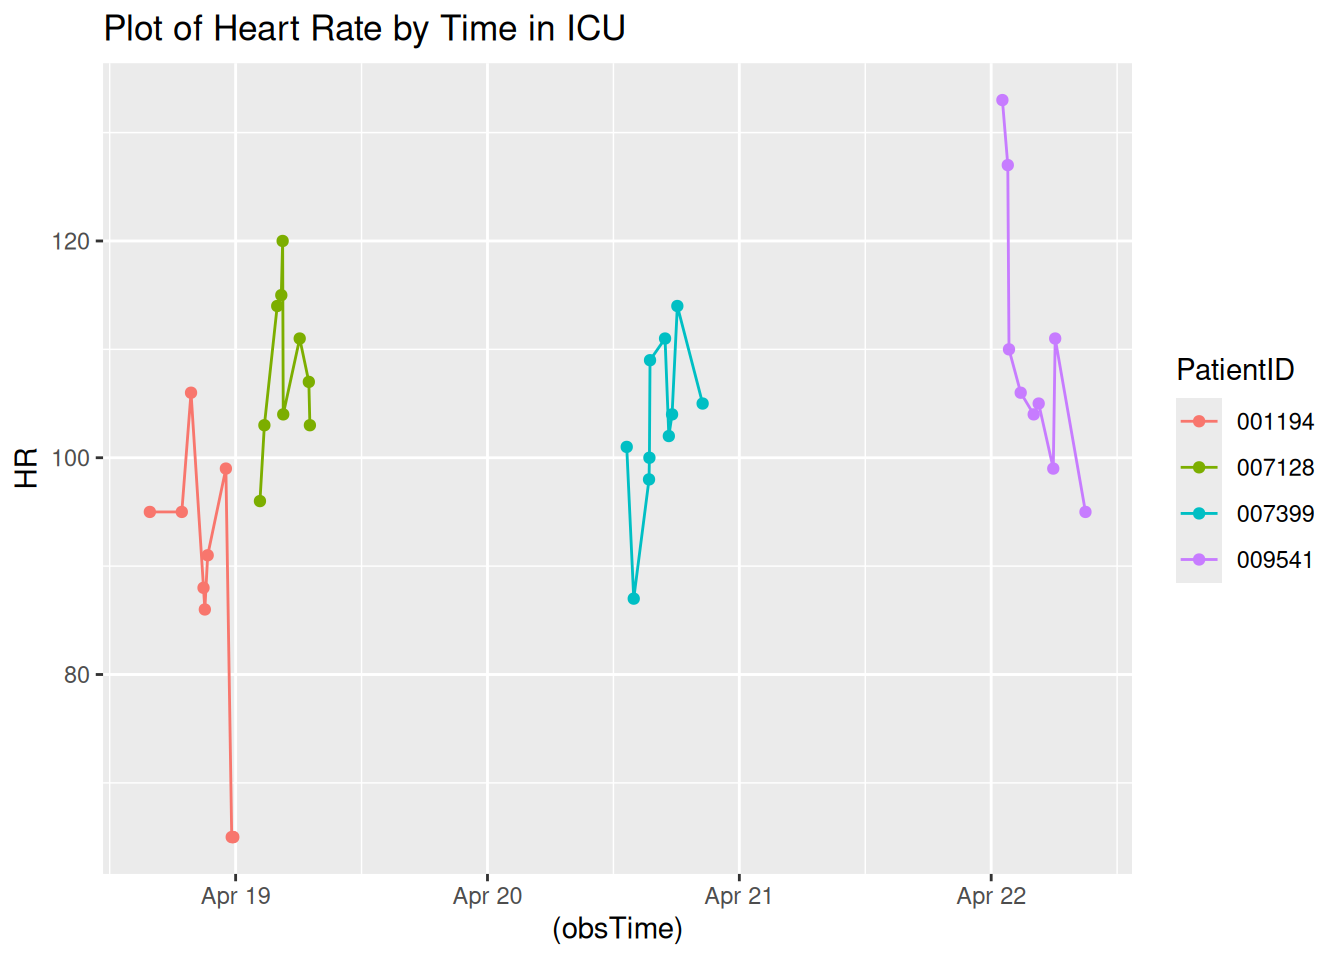 Plot of Heart Rate by Time in ICU
HR
120
100
80
Apr 19
Apr 20
Apr 21
Apr 22
(obsTime)
PatientID
001194
007128
007399
009541